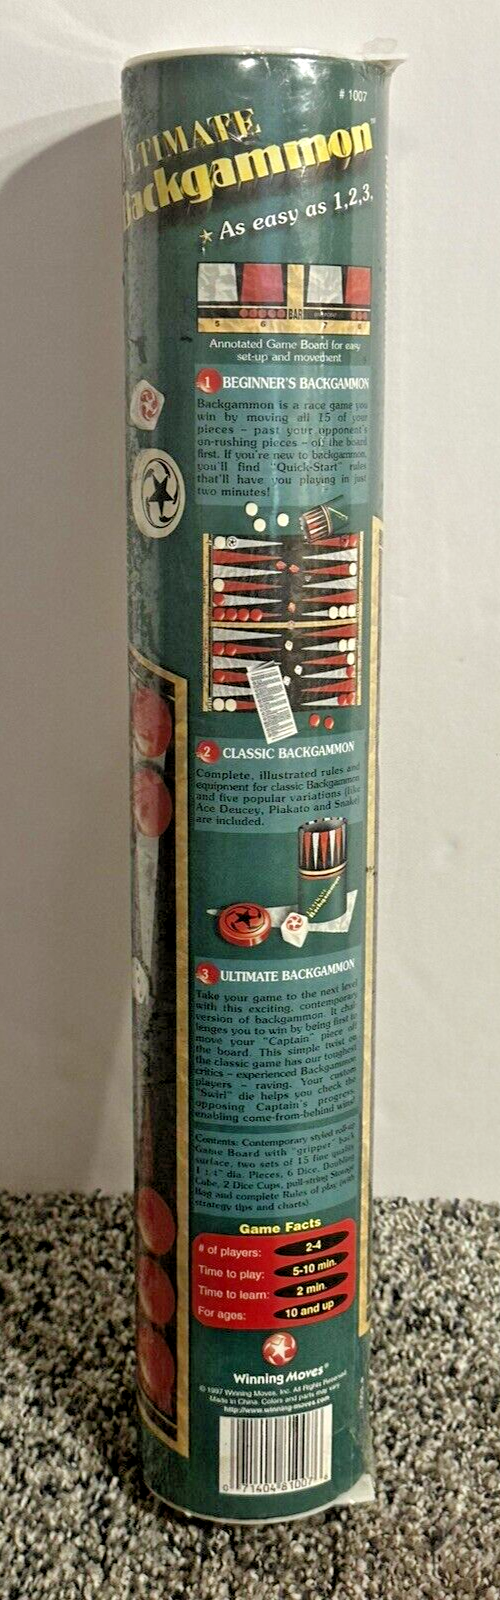 # 1007
ULTIMATE
Backgammon™
As easy as 1,2,3.
BAR
5 6 7 8
Annotated Game Board for easy
set-up and movement
1 BEGINNER'S BACKGAMMON
Backgammon is a race game you
win by moving all 15 of your
pieces – past your opponent's
on-rushing pieces – off the board
first. If you're new to backgammon,
you'll find "Quick-Start" rules
that'll have you playing in just
two minutes!
2 CLASSIC BACKGAMMON
Complete, illustrated rules and
equipment for classic Backgammon
and five popular variations (like
Ace Deucey, Plakato and Snake)
are included.
ULTIMATE
Backgammon
3 ULTIMATE BACKGAMMON
Take your game to the next level
with this exciting, contemporary
version of backgammon. It chal-
lenges you to win by being first to
move your "Captain" piece off
the board. This simple twist on
the classic game has our toughest
critics – experienced Backgammon
players – raving. Your custom
"Swirl" die helps you check the
opposing Captain's progress,
enabling come-from-behind wins!
Contents: Contemporary styled roll-up
Game Board with "gripper" back
surface, two sets of 15 fine quality
1 1/4" dia. Pieces, 6 Dice, Doubling
Cube, 2 Dice Cups, pull-string Storage
Bag and complete Rules of play (with
strategy tips and charts)
Game Facts
# of players: 2-4
Time to play: 5-10 min.
Time to learn: 2 min.
For ages: 10 and up
Winning Moves®
© 1997 Winning Moves, Inc. All Rights Reserved.
Made in China. Colors and parts may vary.
http://www.winning-moves.com
0 71404 81007 6